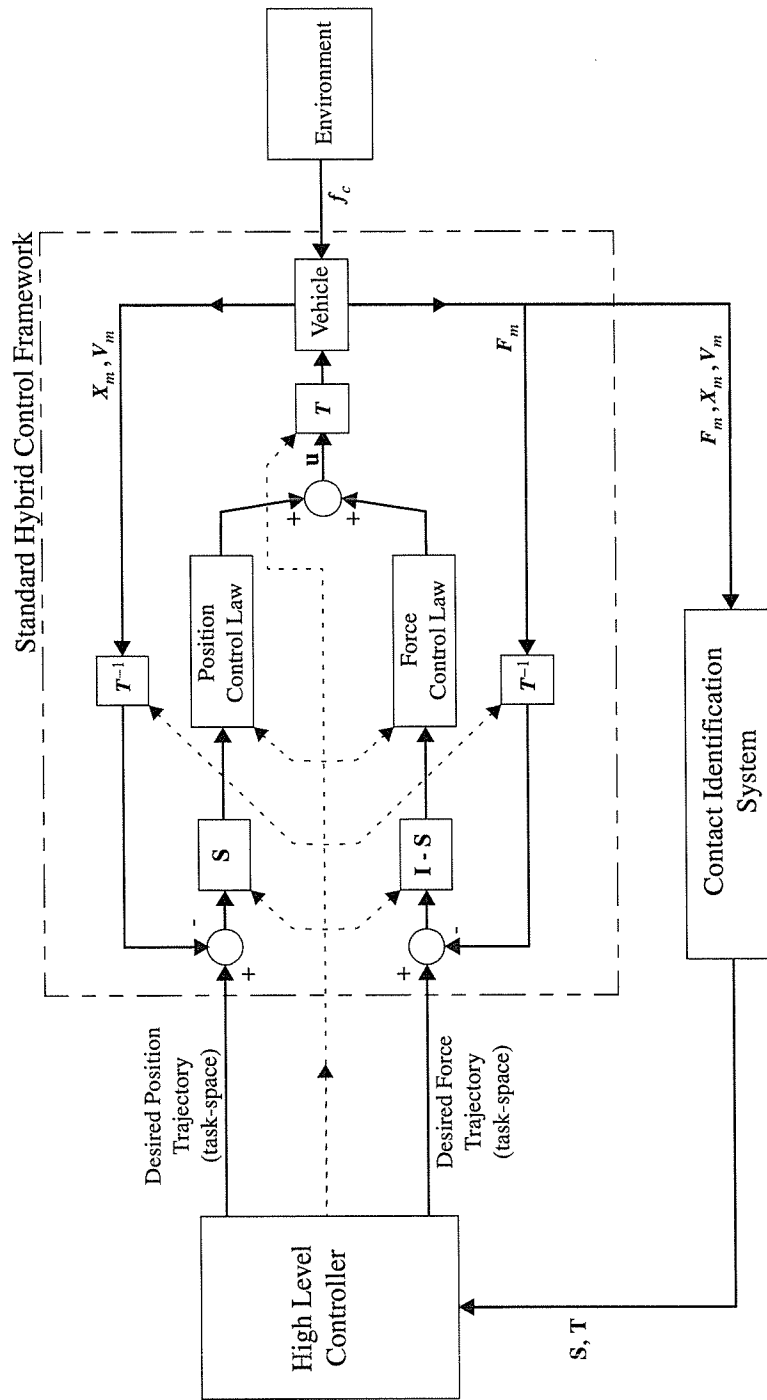 Standard Hybrid Control Framework
High Level
Controller
Desired Position
Trajectory
(task-space)
Desired Force
Trajectory
(task-space)
+
-
+
-
S
I - S
T⁻¹
Position
Control Law
Force
Control Law
T⁻¹
+
+
u
T
Vehicle
f_c
Environment
X_m, V_m
F_m
F_m, X_m, V_m
Contact Identification
System
S, T